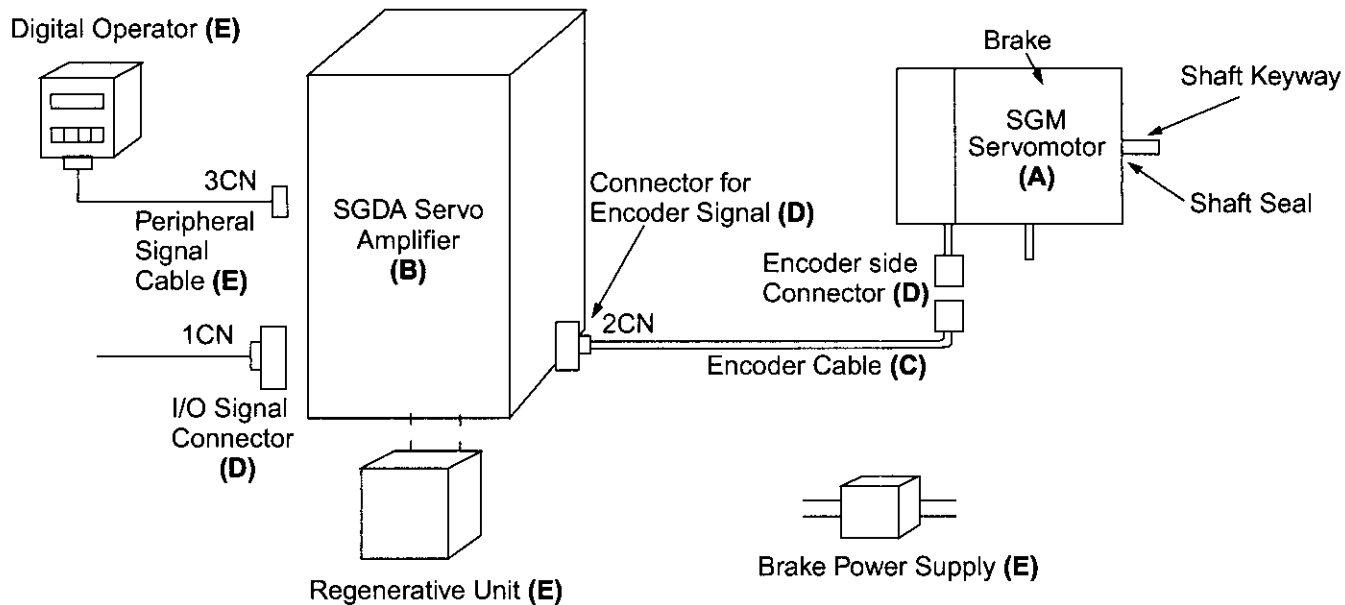 Digital Operator (E)
3CN
Peripheral
Signal
Cable (E)
1CN
I/O Signal
Connector
(D)
SGDA Servo
Amplifier
(B)
Regenerative Unit (E)
Connector for
Encoder Signal (D)
2CN
Encoder Cable (C)
Encoder side
Connector (D)
Brake
SGM
Servomotor
(A)
Shaft Keyway
Shaft Seal
Brake Power Supply (E)